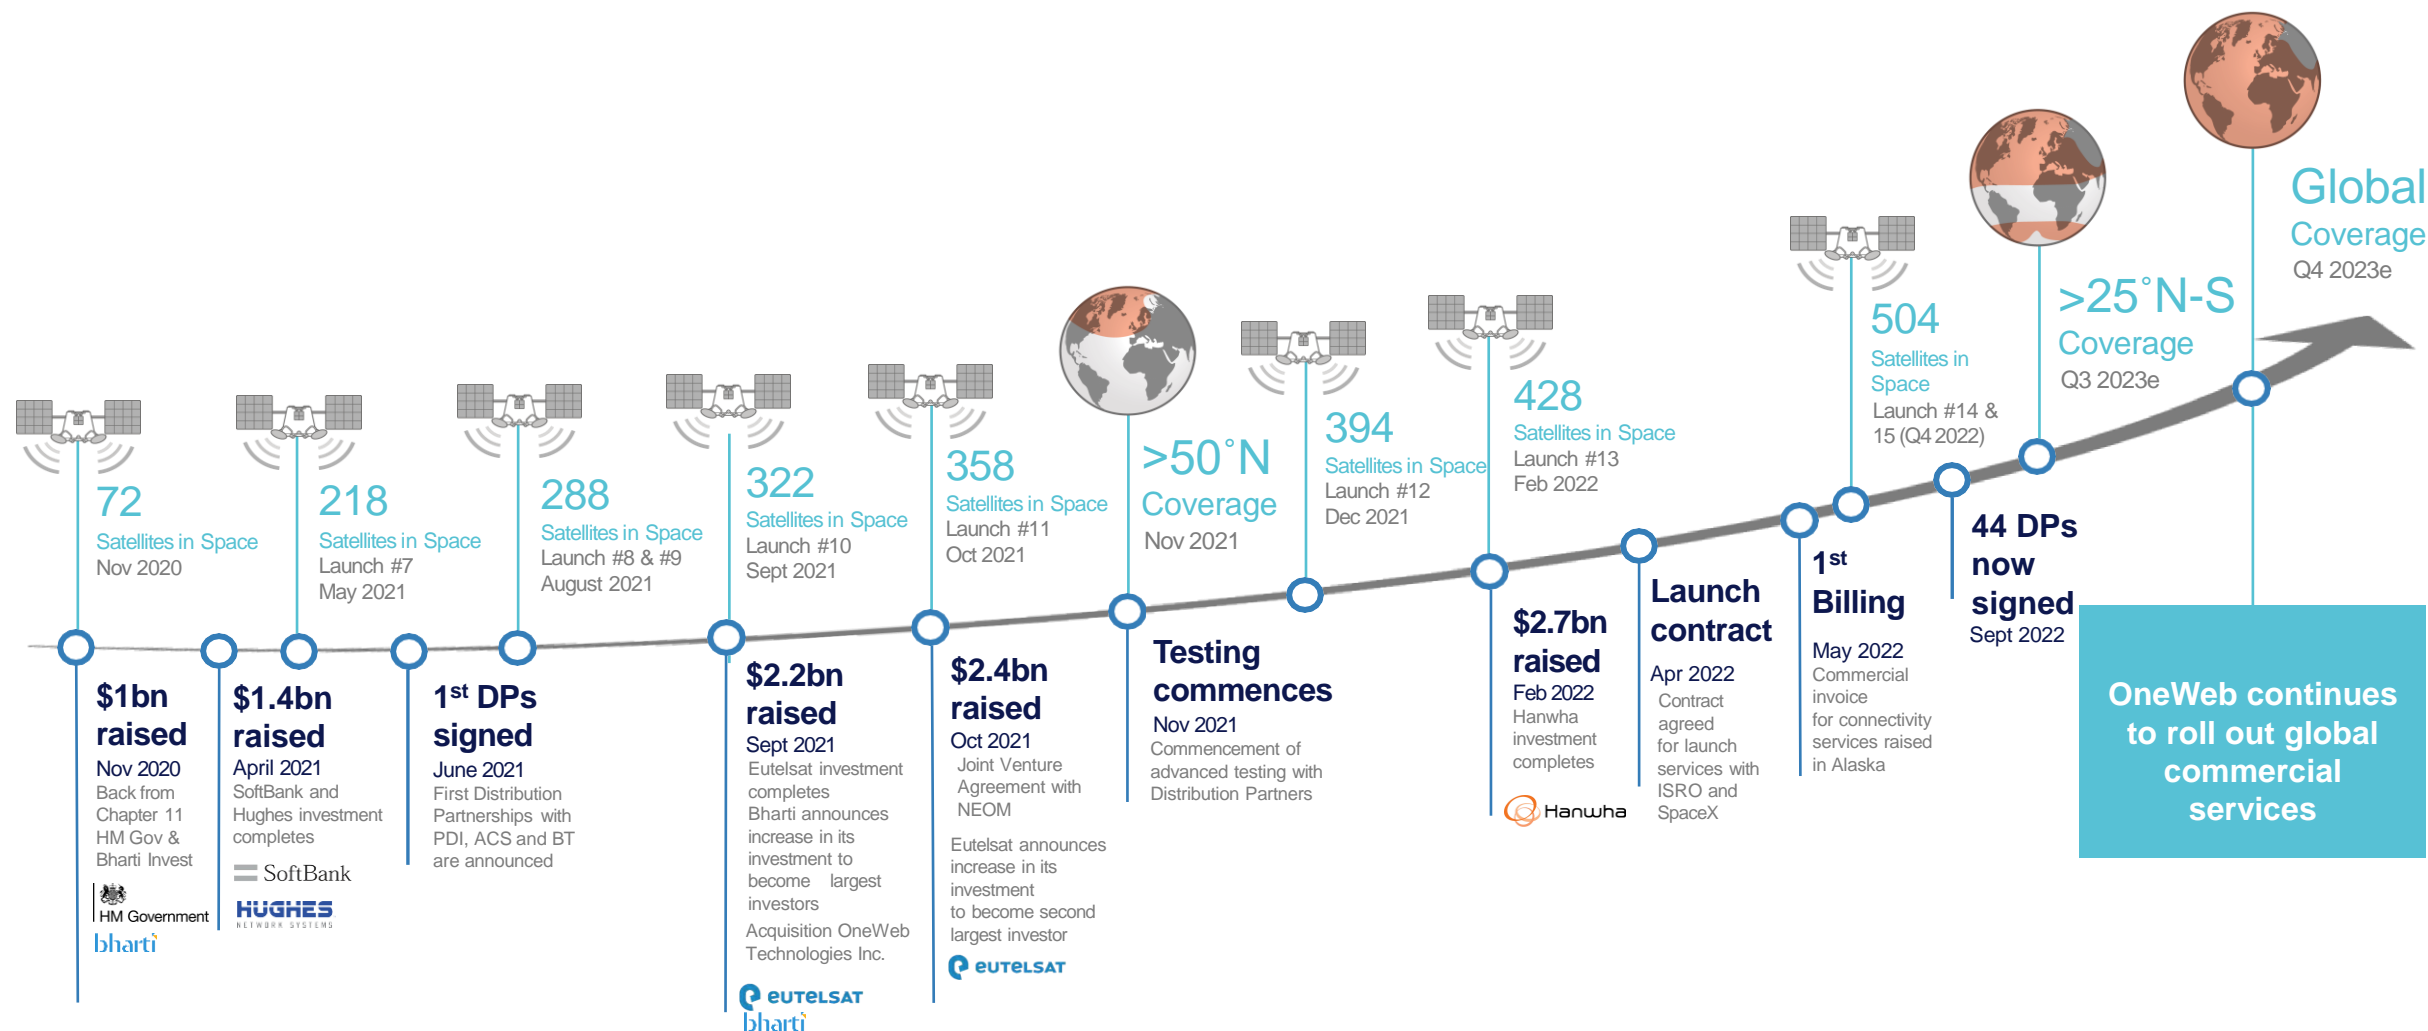 72
Satellites in Space
Nov 2020
$1bn
raised
Nov 2020
Back from
Chapter 11
HM Gov &
Bharti Invest
HM Government
bharti
$1.4bn
raised
April 2021
SoftBank and
Hughes investment
completes
SoftBank
HUGHES
NETWORK SYSTEMS
218
Satellites in Space
Launch #7
May 2021
1st DPs
signed
June 2021
First Distribution
Partnerships with
PDI, ACS and BT
are announced
288
Satellites in Space
Launch #8 & #9
August 2021
322
Satellites in Space
Launch #10
Sept 2021
$2.2bn
raised
Sept 2021
Eutelsat investment
completes
Bharti announces
increase in its
investment to
become largest
investors
Acquisition OneWeb
Technologies Inc.
eutelsat
bharti
358
Satellites in Space
Launch #11
Oct 2021
$2.4bn
raised
Oct 2021
Joint Venture
Agreement with
NEOM
Eutelsat announces
increase in its
investment
to become second
largest investor
eutelsat
>50°N
Coverage
Nov 2021
Testing
commences
Nov 2021
Commencement of
advanced testing with
Distribution Partners
394
Satellites in Space
Launch #12
Dec 2021
428
Satellites in Space
Launch #13
Feb 2022
$2.7bn
raised
Feb 2022
Hanwha
investment
completes
Hanwha
Launch
contract
Apr 2022
Contract
agreed
for launch
services with
ISRO and
SpaceX
1st
Billing
May 2022
Commercial
invoice
for connectivity
services raised
in Alaska
504
Satellites in
Space
Launch #14 &
15 (Q4 2022)
44 DPs
now
signed
Sept 2022
>25°N-S
Coverage
Q3 2023e
Global
Coverage
Q4 2023e
OneWeb continues
to roll out global
commercial
services